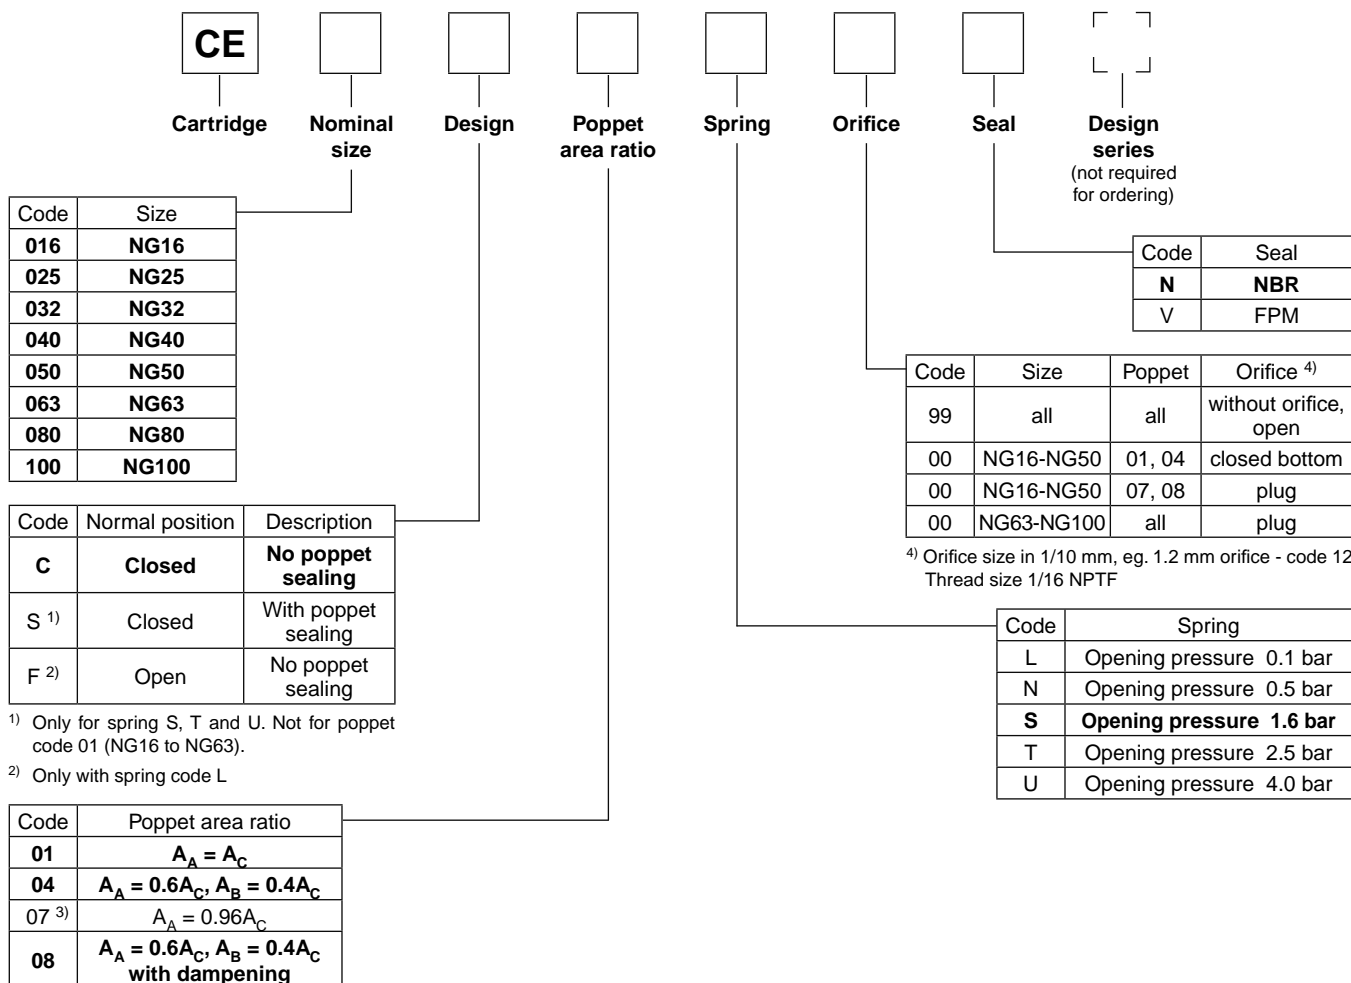 CE
Cartridge
Nominal
size
Design
Poppet
area ratio
Spring
Orifice
Seal
Design
series
(not required
for ordering)
Code Size
016 NG16
025 NG25
032 NG32
040 NG40
050 NG50
063 NG63
080 NG80
100 NG100
Code Seal
N NBR
V FPM
Code Size Poppet Orifice 4)
99 all all without orifice,
open
00 NG16-NG50 01, 04 closed bottom
00 NG16-NG50 07, 08 plug
00 NG63-NG100 all plug
4) Orifice size in 1/10 mm, eg. 1.2 mm orifice - code 12
Thread size 1/16 NPTF
Code Normal position Description
C Closed No poppet
sealing
S 1) Closed With poppet
sealing
F 2) Open No poppet
sealing
1) Only for spring S, T and U. Not for poppet
code 01 (NG16 to NG63).
2) Only with spring code L
Code Spring
L Opening pressure 0.1 bar
N Opening pressure 0.5 bar
S Opening pressure 1.6 bar
T Opening pressure 2.5 bar
U Opening pressure 4.0 bar
Code Poppet area ratio
01 AA = AC
04 AA = 0.6AC, AB = 0.4AC
07 3) AA = 0.96AC
08 AA = 0.6AC, AB = 0.4AC
with dampening